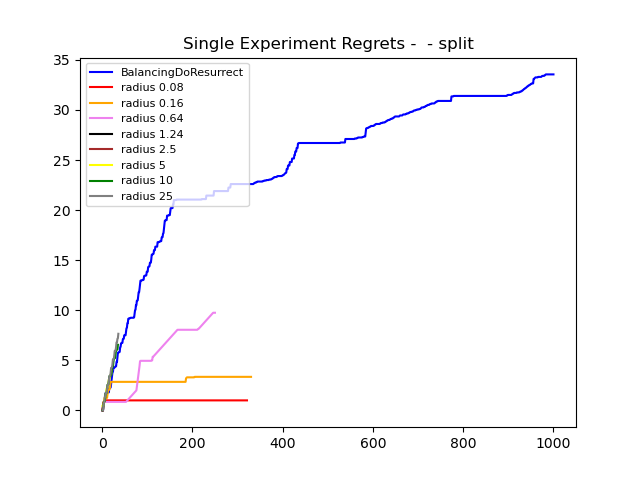 Single Experiment Regrets -  - split
35
30
25
20
15
10
5
0
BalancingDoResurrect
radius 0.08
radius 0.16
radius 0.64
radius 1.24
radius 2.5
radius 5
radius 10
radius 25
0 200 400 600 800 1000